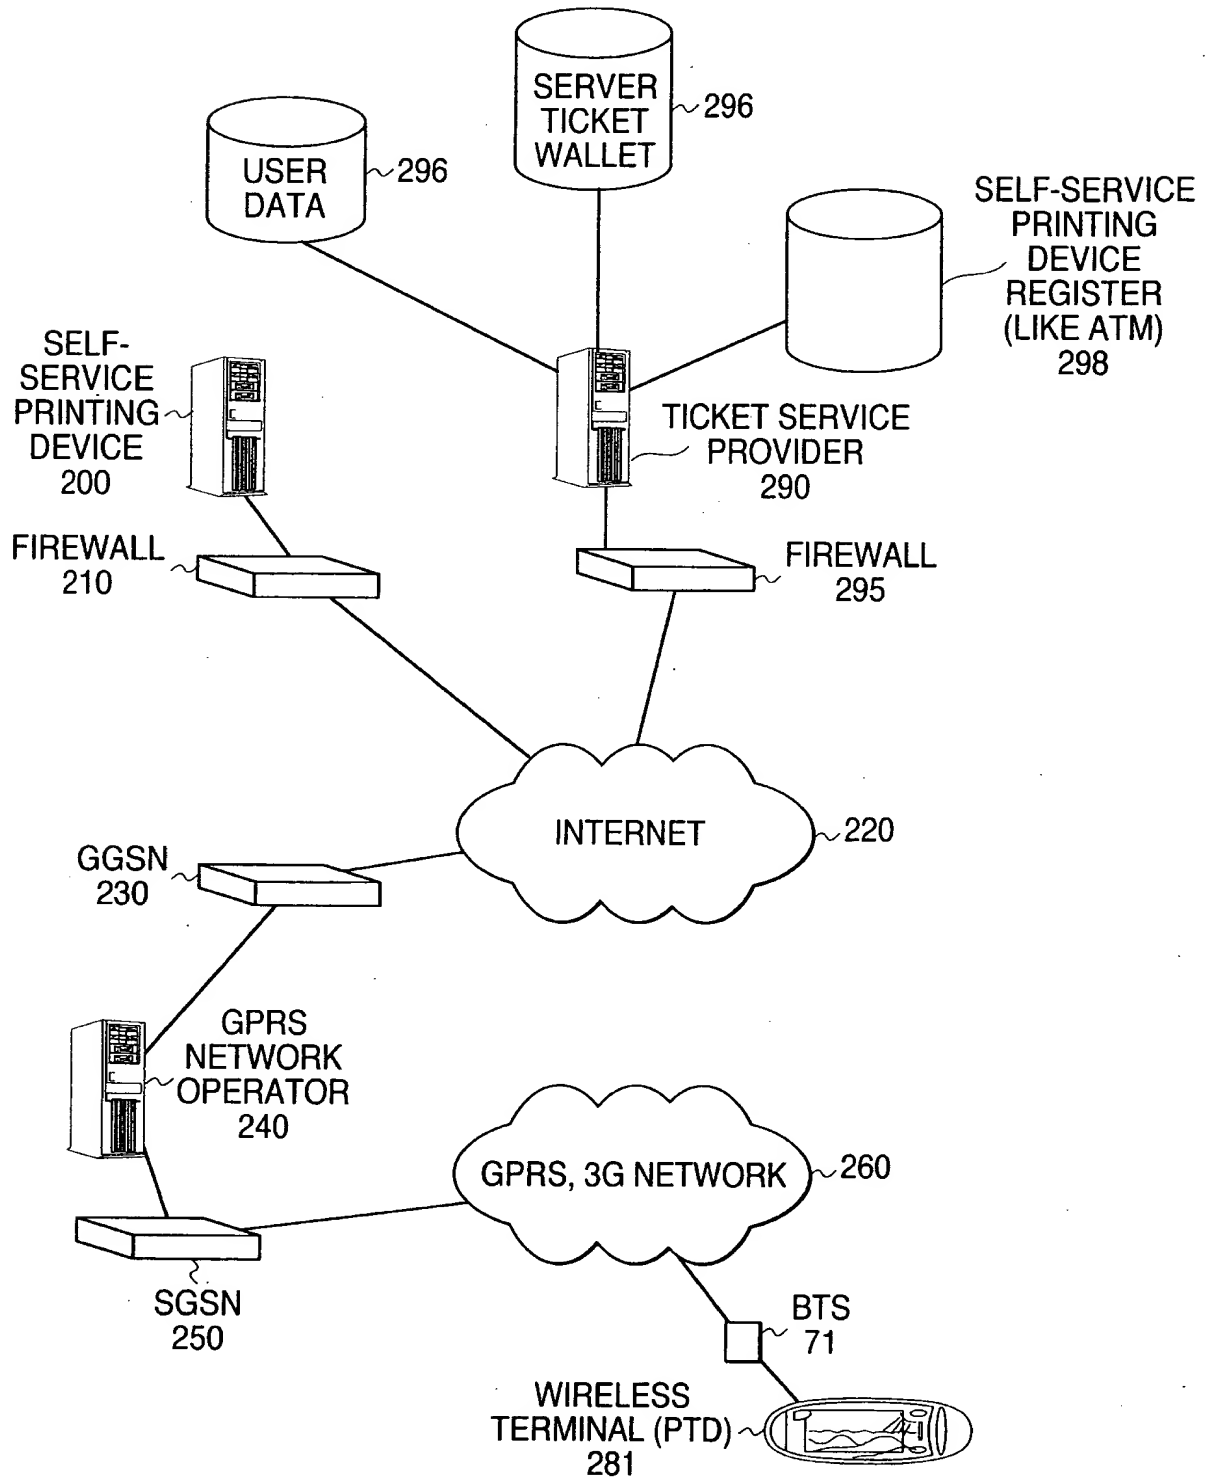 SERVER
TICKET
WALLET
296
USER
DATA
296
SELF-SERVICE
PRINTING
DEVICE
REGISTER
(LIKE ATM)
298
SELF-
SERVICE
PRINTING
DEVICE
200
TICKET SERVICE
PROVIDER
290
FIREWALL
210
FIREWALL
295
INTERNET
220
GGSN
230
GPRS
NETWORK
OPERATOR
240
GPRS, 3G NETWORK
260
SGSN
250
BTS
71
WIRELESS
TERMINAL (PTD)
281